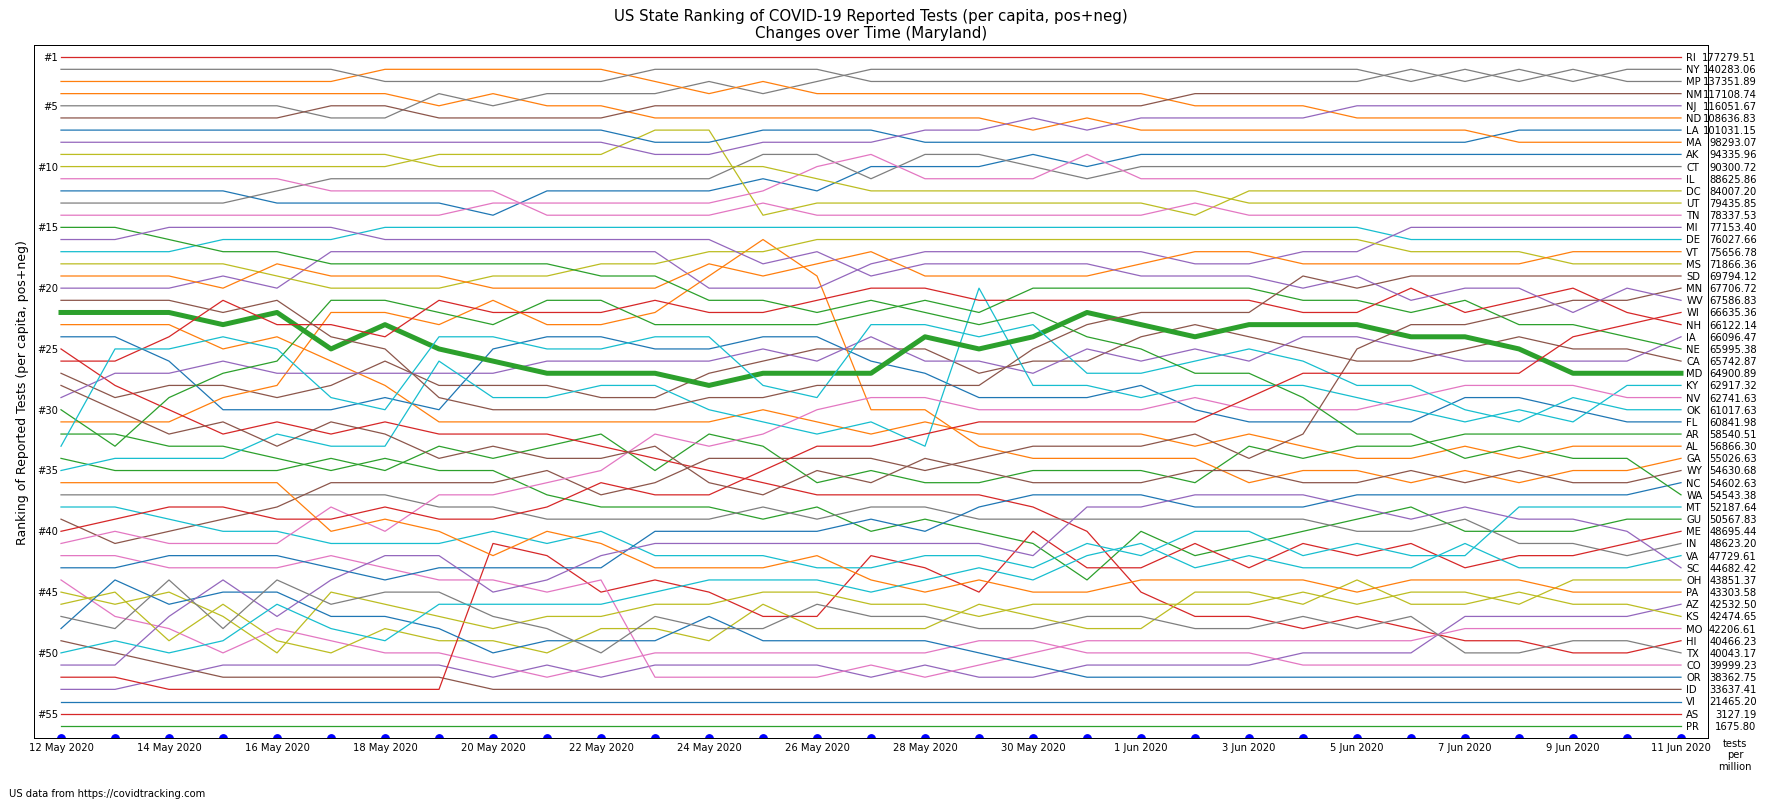 US State Ranking of COVID-19 Reported Tests (per capita, pos+neg)
Changes over Time (Maryland)
Ranking of Reported Tests (per capita, pos+neg)
#1
#5
#10
#15
#20
#25
#30
#35
#40
#45
#50
#55
RI 177279.51
NY 140283.06
MP 137351.89
NM 117108.74
NJ 116051.67
ND 108636.83
LA 101031.15
MA 98293.07
AK 94335.96
CT 90300.72
IL 88625.86
DC 84007.20
UT 79435.85
TN 78337.53
MI 77153.40
DE 76027.66
VT 75656.78
MS 71866.36
SD 69794.12
MN 67706.72
WV 67586.83
WI 66635.36
NH 66122.14
IA 66096.47
NE 65995.38
CA 65742.87
MD 64900.89
KY 62917.32
NV 62741.63
OK 61017.63
FL 60841.98
AR 58540.51
AL 56866.30
GA 55026.63
WY 54630.68
NC 54602.63
WA 54543.38
MT 52187.64
GU 50567.83
ME 48695.44
IN 48623.20
VA 47729.61
SC 44682.42
OH 43851.37
PA 43303.58
AZ 42532.50
KS 42474.65
MO 42206.61
HI 40466.23
TX 40043.17
CO 39999.23
OR 38362.75
ID 33637.41
VI 21465.20
AS 3127.19
PR 1675.80
12 May 2020
14 May 2020
16 May 2020
18 May 2020
20 May 2020
22 May 2020
24 May 2020
26 May 2020
28 May 2020
30 May 2020
1 Jun 2020
3 Jun 2020
5 Jun 2020
7 Jun 2020
9 Jun 2020
11 Jun 2020
tests
per
million
US data from https://covidtracking.com